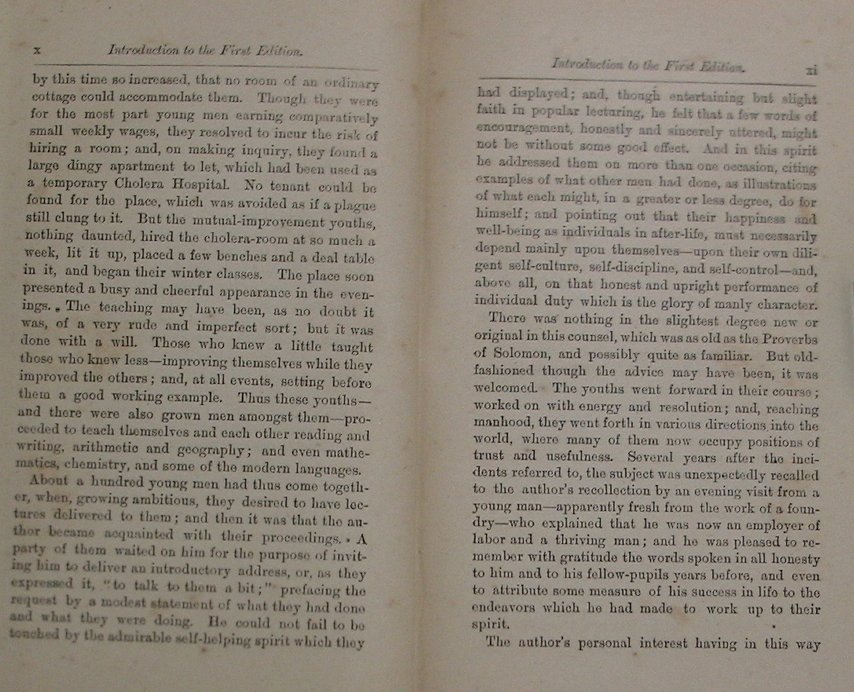 x
Introduction to the First Edition.
by this time so increased, that no room of an ordinary
cottage could accommodate them. Though they were
for the most part young men earning comparatively
small weekly wages, they resolved to incur the risk of
hiring a room; and, on making inquiry, they found a
large dingy apartment to let, which had been used as
a temporary Cholera Hospital. No tenant could be
found for the place, which was avoided as if a plague
still clung to it. But the mutual-improvement youths,
nothing daunted, hired the cholera-room at so much a
week, lit it up, placed a few benches and a deal table
in it, and began their winter classes. The place soon
presented a busy and cheerful appearance in the even-
ings. The teaching may have been, as no doubt it
was, of a very rude and imperfect sort; but it was
done with a will. Those who knew a little taught
those who knew less—improving themselves while they
improved the others; and, at all events, setting before
them a good working example. Thus these youths—
and there were also grown men amongst them—pro-
ceeded to teach themselves and each other reading and
writing, arithmetic and geography; and even mathe-
matics, chemistry, and some of the modern languages.
About a hundred young men had thus come togeth-
er, when, growing ambitious, they desired to have lec-
tures delivered to them; and then it was that the au-
thor became acquainted with their proceedings. A
party of them waited on him for the purpose of invit-
ing him to deliver an introductory address, or, as they
expressed it, "to talk to them a bit;" prefacing the
request by a modest statement of what they had done
and what they were doing. He could not fail to be
touched by the admirable self-helping spirit which they
Introduction to the First Edition.
xi
had displayed; and, though entertaining but slight
faith in popular lecturing, he felt that a few words of
encouragement, honestly and sincerely uttered, might
not be without some good effect. And in this spirit
he addressed them on more than one occasion, citing
examples of what other men had done, as illustrations
of what each might, in a greater or less degree, do for
himself; and pointing out that their happiness and
well-being as individuals in after-life, must necessarily
depend mainly upon themselves—upon their own dili-
gent self-culture, self-discipline, and self-control—and,
above all, on that honest and upright performance of
individual duty which is the glory of manly character.
There was nothing in the slightest degree new or
original in this counsel, which was as old as the Proverbs
of Solomon, and possibly quite as familiar. But old-
fashioned though the advice may have been, it was
welcomed. The youths went forward in their course;
worked on with energy and resolution; and, reaching
manhood, they went forth in various directions into the
world, where many of them now occupy positions of
trust and usefulness. Several years after the inci-
dents referred to, the subject was unexpectedly recalled
to the author's recollection by an evening visit from a
young man—apparently fresh from the work of a foun-
dry—who explained that he was now an employer of
labor and a thriving man; and he was pleased to re-
member with gratitude the words spoken in all honesty
to him and to his fellow-pupils years before, and even
to attribute some measure of his success in life to the
endeavors which he had made to work up to their
spirit.
The author's personal interest having in this way